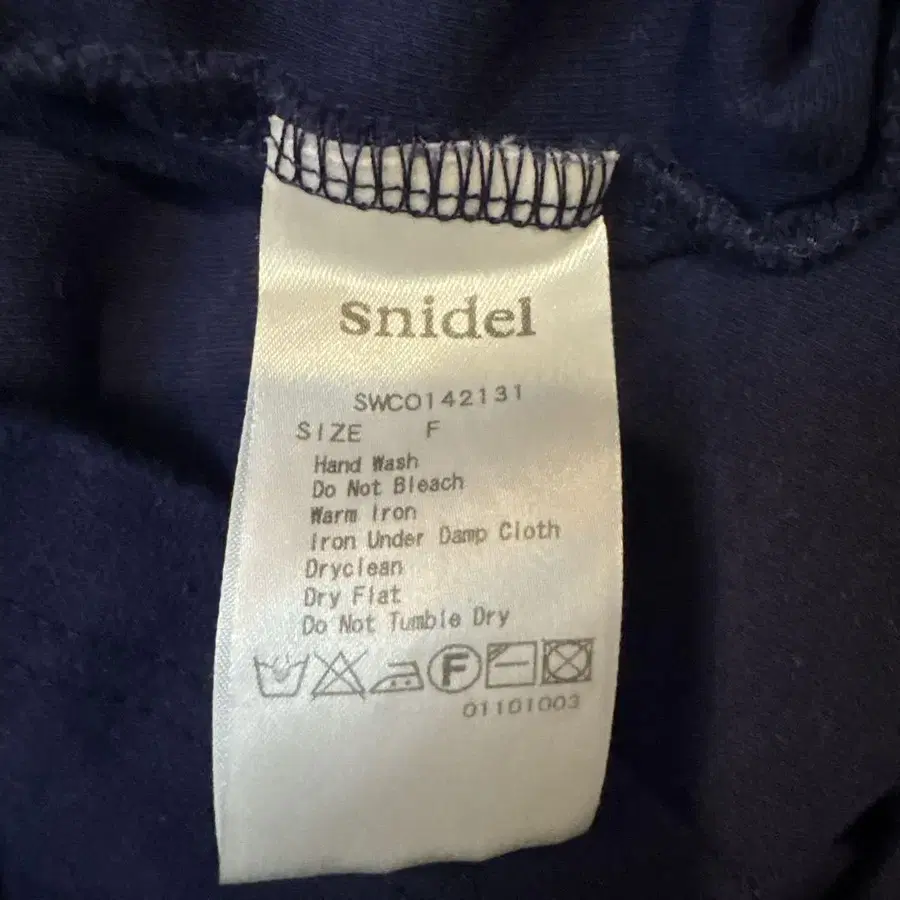 snidel
SWCO142131
SIZE F
Hand Wash
Do Not Bleach
Warm Iron
Iron Under Damp Cloth
Dryclean
Dry Flat
Do Not Tumble Dry
F
01101003